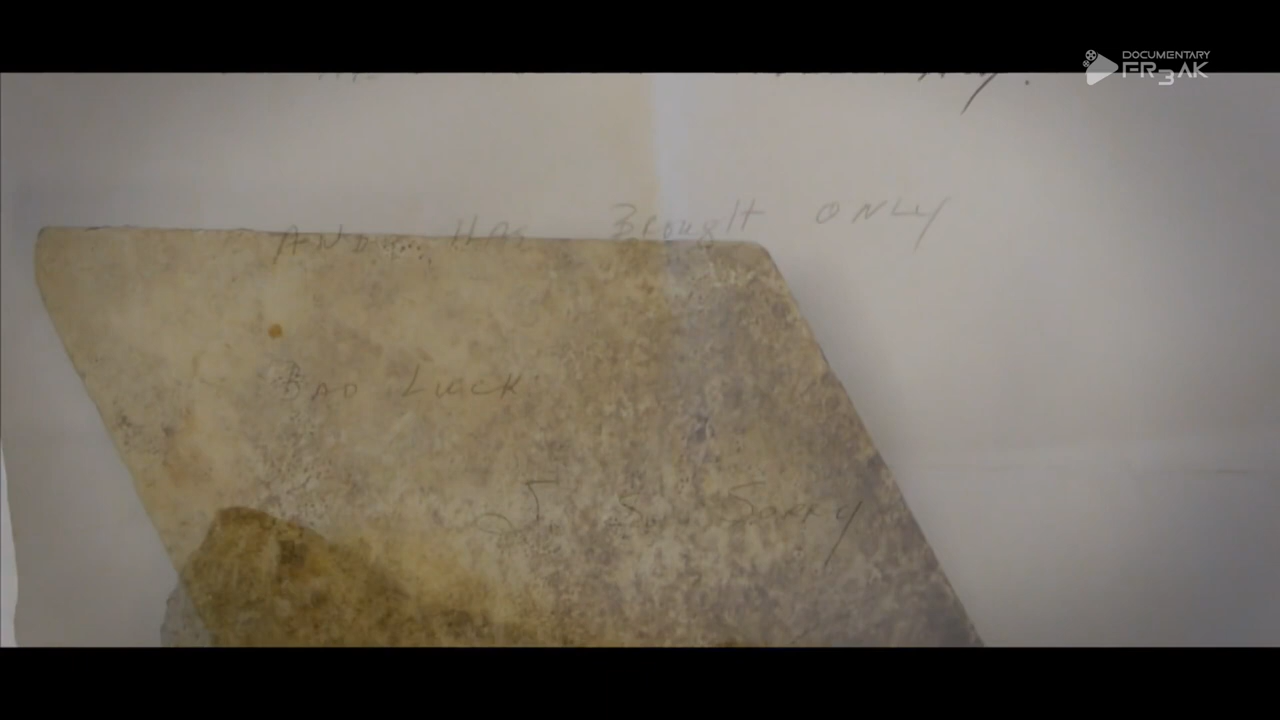 DOCUMENTARY
FR3AK
AND HAS Brought ONLY
BAD LUCK
Sorry